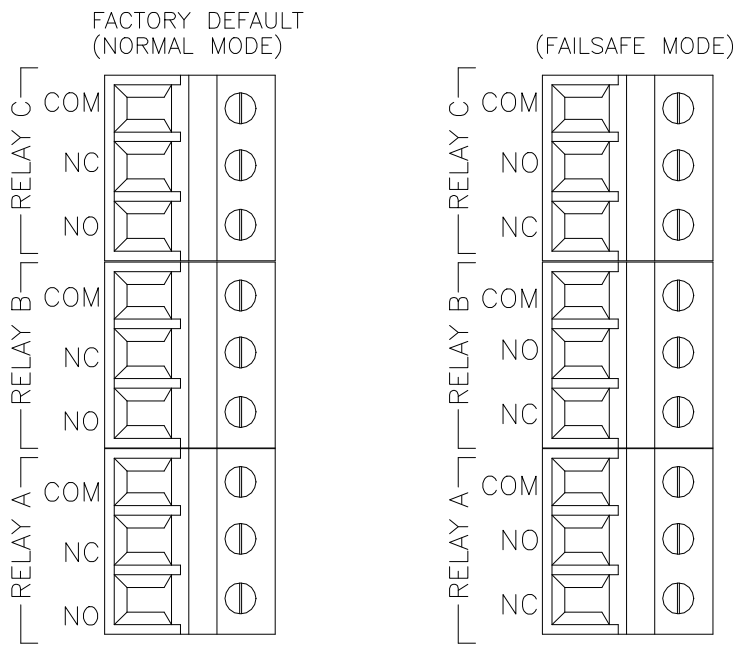 FACTORY DEFAULT
(NORMAL MODE)
RELAY C
COM
NC
NO
RELAY B
COM
NC
NO
RELAY A
COM
NC
NO
(FAILSAFE MODE)
RELAY C
COM
NO
NC
RELAY B
COM
NO
NC
RELAY A
COM
NO
NC